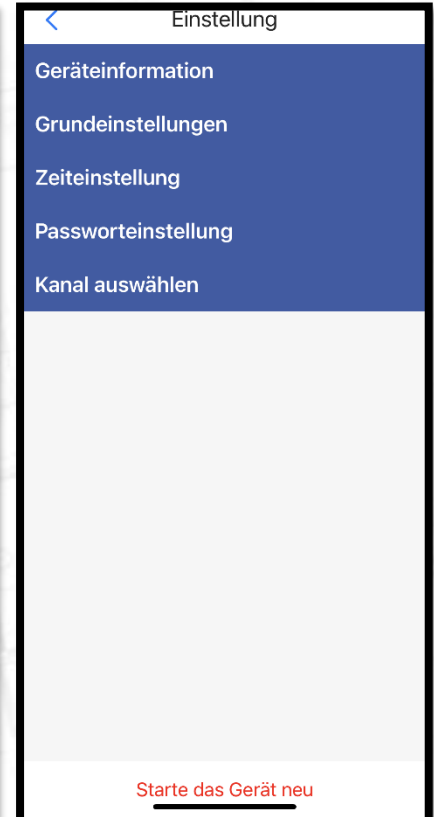 Einstellung
Geräteinformation
Grundeinstellungen
Zeiteinstellung
Passworteinstellung
Kanal auswählen
Starte das Gerät neu